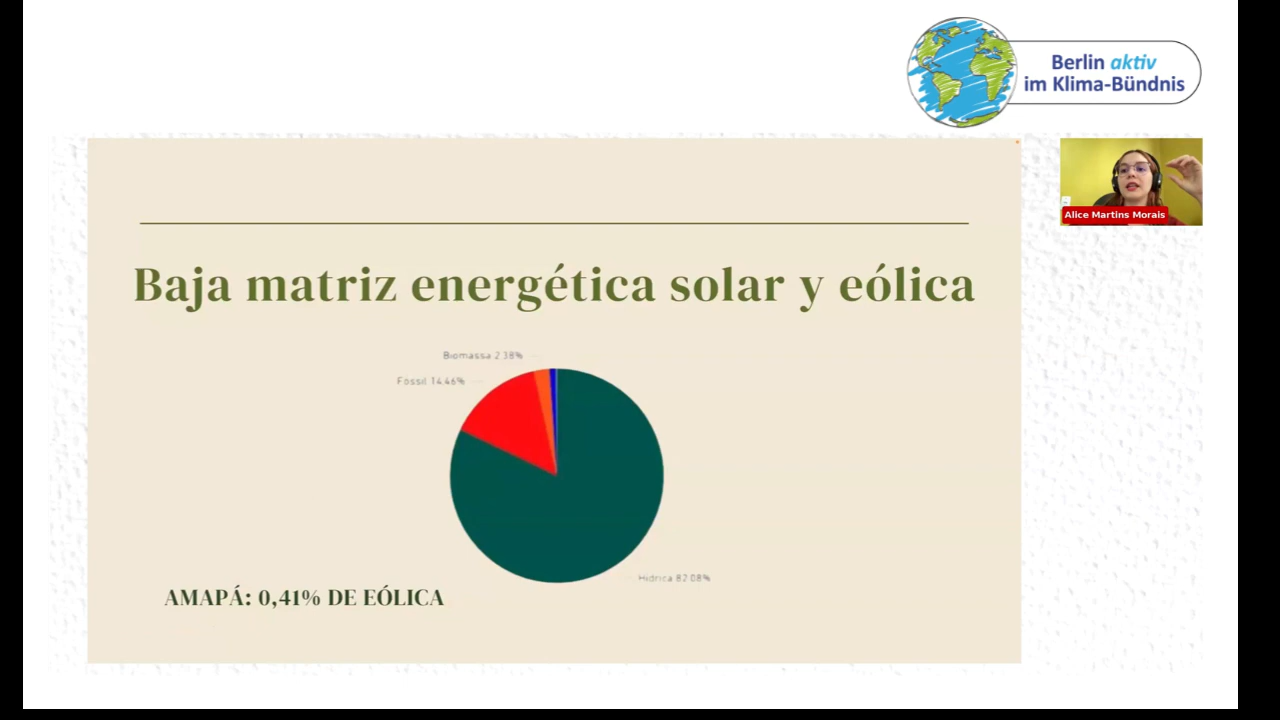 Berlin aktiv
im Klima-Bündnis
Alice Martins Morais
Baja matriz energética solar y eólica
Biomassa 2.38%
Fóssil 14.46%
Hídrica 82.08%
AMAPÁ: 0,41% DE EÓLICA